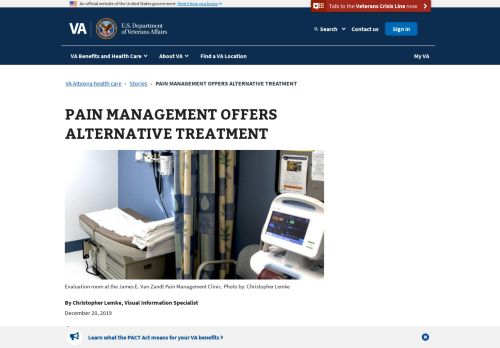 An official website of the United States government Here's how you know
Talk to the Veterans Crisis Line now
VA
U.S. Department
of Veterans Affairs
Search
Contact us
Sign in
VA Benefits and Health Care
About VA
Find a VA Location
My VA
VA Altoona health care
Stories
PAIN MANAGEMENT OFFERS ALTERNATIVE TREATMENT
PAIN MANAGEMENT OFFERS
ALTERNATIVE TREATMENT
Evaluation room at the James E. Van Zandt Pain Management Clinic. Photo by: Christopher Lemke
By Christopher Lemke, Visual Information Specialist
December 20, 2019
Learn what the PACT Act means for your VA benefits